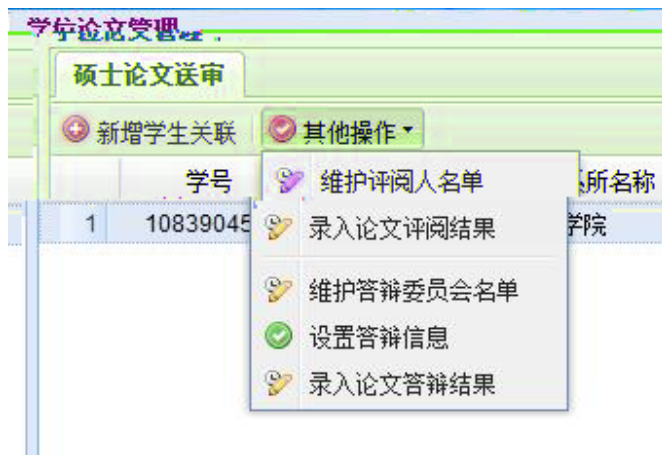 学位论文管理
硕士论文送审
新增学生关联 其他操作
学号 所名称
1 10839045 学院
维护评阅人名单
录入论文评阅结果
维护答辩委员会名单
设置答辩信息
录入论文答辩结果